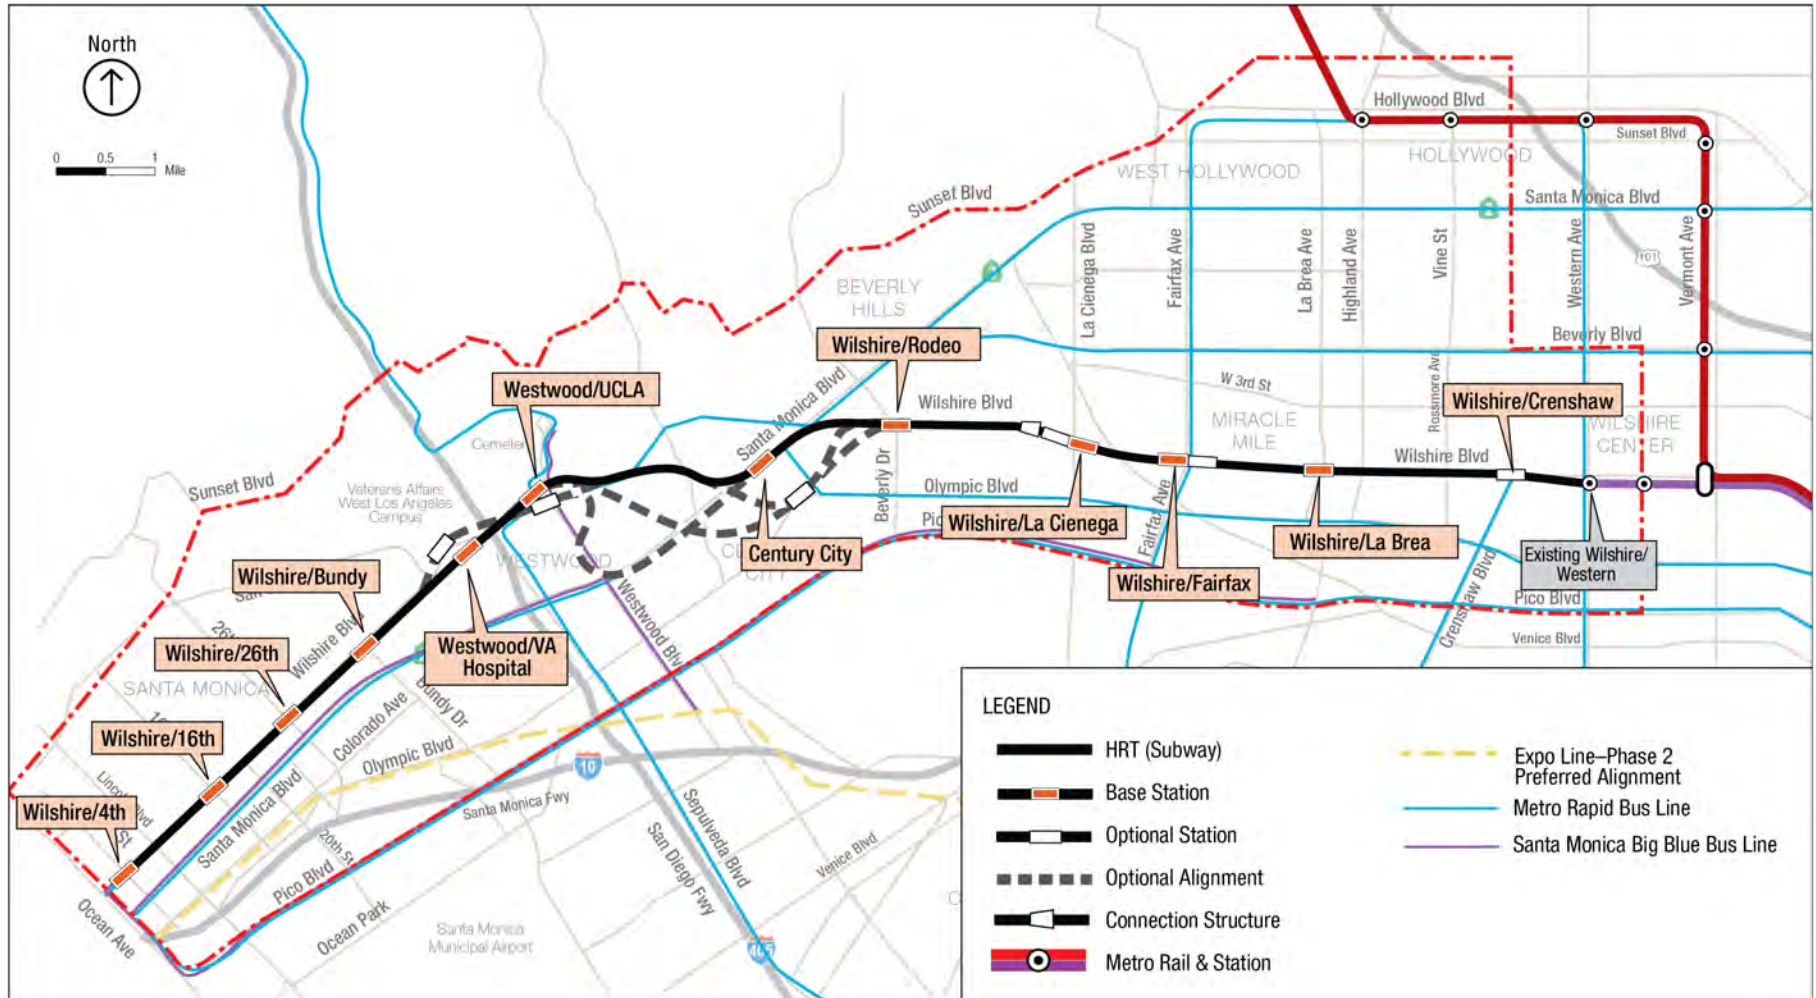 North
0 0.5 1
Mile
Hollywood Blvd
Sunset Blvd
HOLLYWOOD
WEST HOLLYWOOD
Santa Monica Blvd
Sunset Blvd
La Cienega Blvd
Fairfax Ave
La Brea Ave
Highland Ave
Vine St
Western Ave
Vermont Ave
101
BEVERLY
HILLS
Beverly Blvd
Wilshire/Rodeo
W 3rd St
Rossmore Ave
Westwood/UCLA
Santa Monica Blvd
Wilshire Blvd
MIRACLE
MILE
Wilshire/Crenshaw
WILSHIRE
CENTER
Wilshire Blvd
Sunset Blvd
Veterans Affairs
West Los Angeles
Campus
Olympic Blvd
Beverly Dr
Wilshire/La Cienega
Fairfax Ave
Wilshire/La Brea
Existing Wilshire/
Western
Century City
CITY
WESTWOOD
Wilshire/Fairfax
Crenshaw Blvd
Pico Blvd
Venice Blvd
Wilshire/Bundy
Westwood/VA
Hospital
Wilshire/26th
SANTA MONICA
Bundy Dr
Colorado Ave
Wilshire/16th
Olympic Blvd
Wilshire/4th
Santa Monica Blvd
20th St
10
Santa Monica Fwy
Pico Blvd
Ocean Park
Ocean Ave
Sepulveda Blvd
San Diego Fwy
Venice Blvd
405
Santa Monica
Municipal Airport
LEGEND
HRT (Subway)
Base Station
Optional Station
Optional Alignment
Connection Structure
Metro Rail & Station
Expo Line–Phase 2
Preferred Alignment
Metro Rapid Bus Line
Santa Monica Big Blue Bus Line